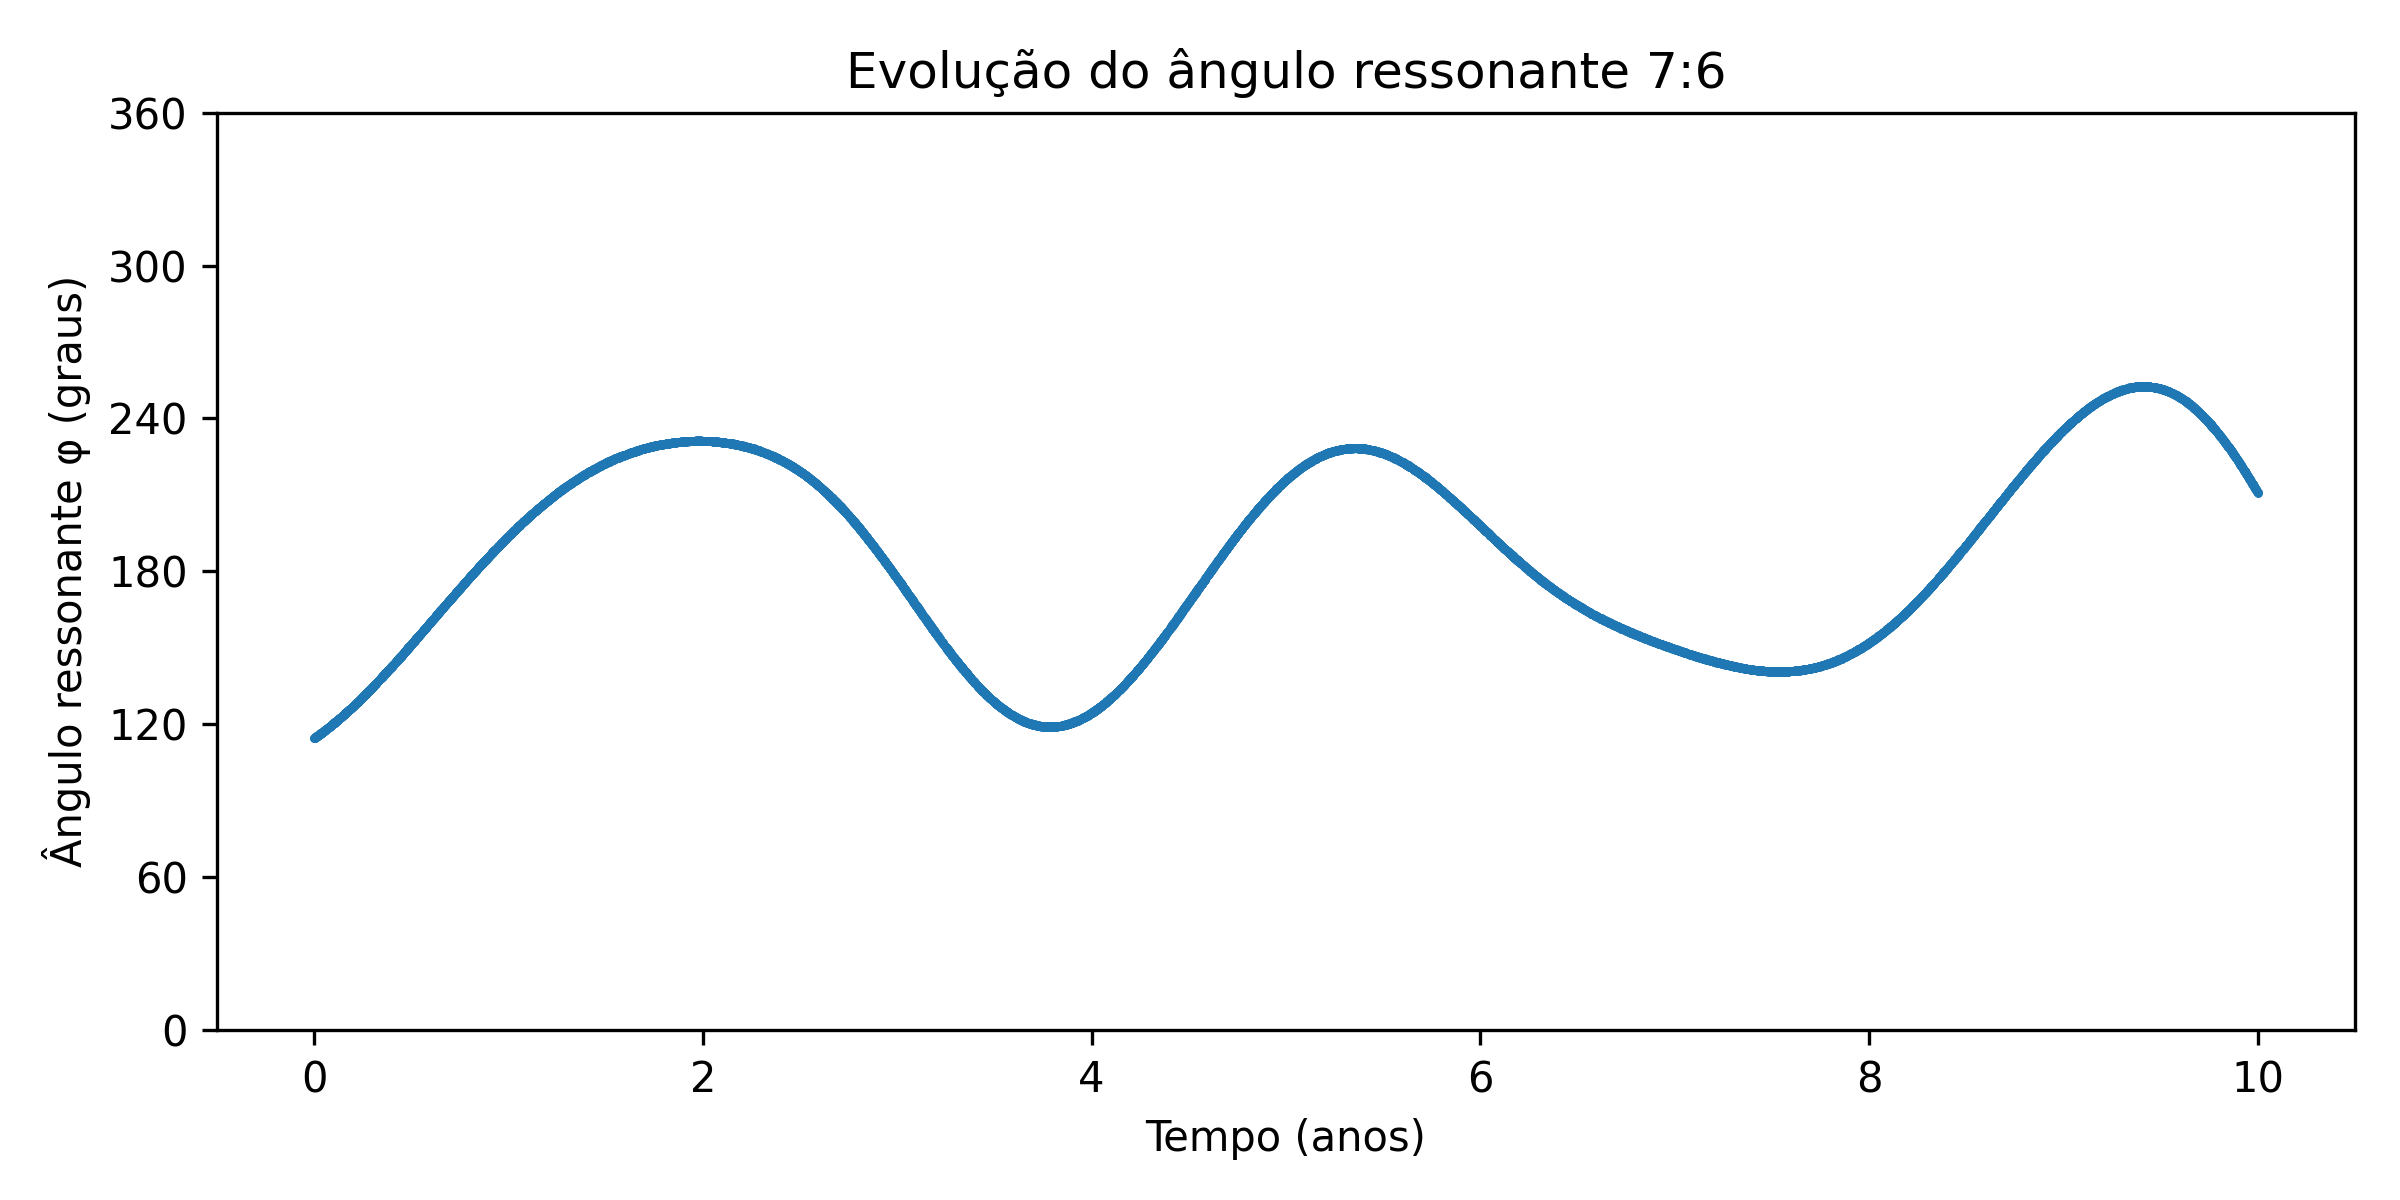 Evolução do ângulo ressonante 7:6
Ângulo ressonante φ (graus)
360
300
240
180
120
60
0
0 2 4 6 8 10
Tempo (anos)